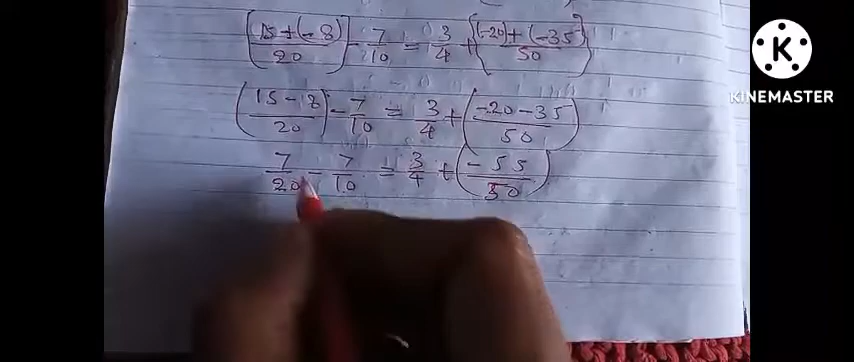 (15+(-8)/20) - 7/10 = 3/4 + {(-20)+(-35)/50}
(15-8/20) - 7/10 = 3/4 + (-20-35/50)
7/20 - 7/10 = 3/4 + (-55/50)
K
KINEMASTER